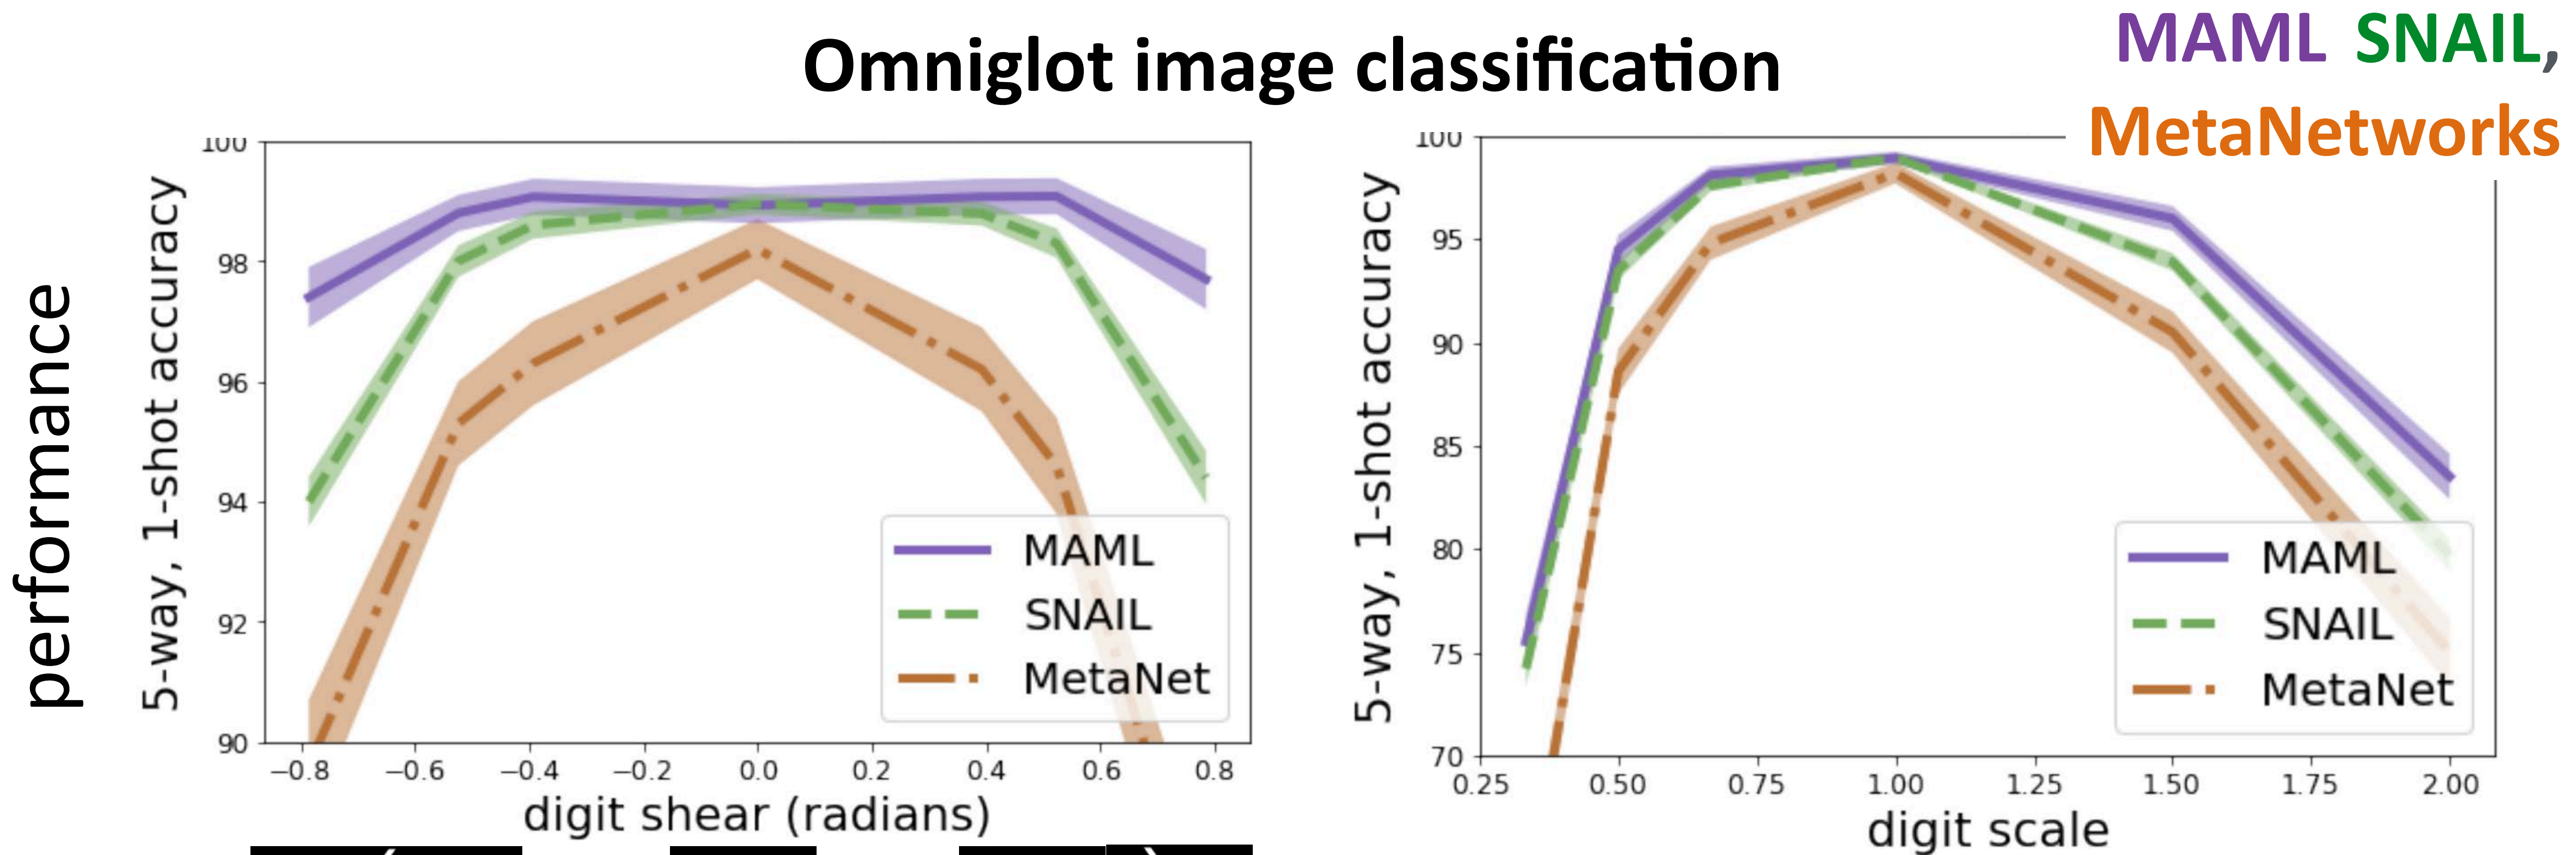 Omniglot image classification
MAML SNAIL,
MetaNetworks
performance
5-way, 1-shot accuracy
100
98
96
94
92
90
−0.8 −0.6 −0.4 −0.2 0.0 0.2 0.4 0.6 0.8
digit shear (radians)
MAML
SNAIL
MetaNet
5-way, 1-shot accuracy
100
95
90
85
80
75
70
0.25 0.50 0.75 1.00 1.25 1.50 1.75 2.00
digit scale
MAML
SNAIL
MetaNet